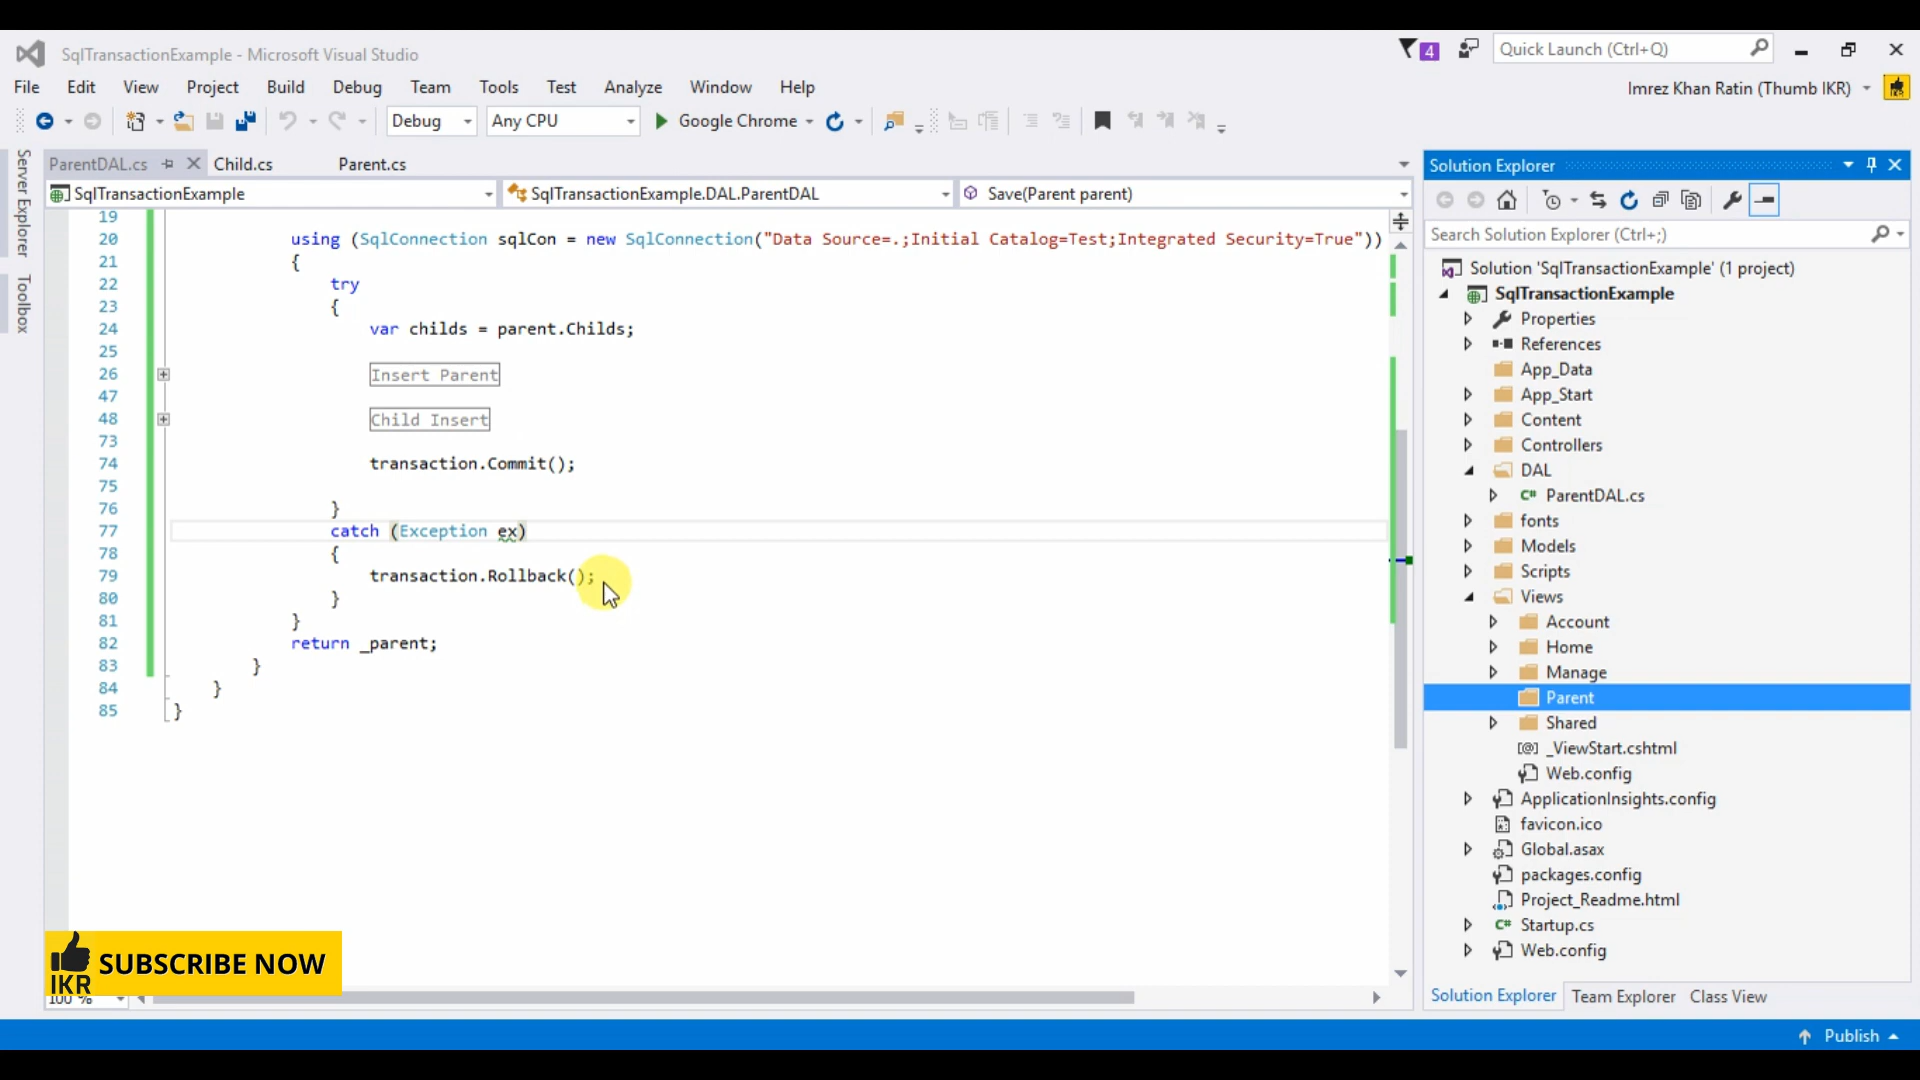 SqlTransactionExample - Microsoft Visual Studio
4
Quick Launch (Ctrl+Q)
File Edit View Project Build Debug Team Tools Test Analyze Window Help
Imrez Khan Ratin (Thumb IKR)
Debug Any CPU Google Chrome
Server Explorer
Toolbox
ParentDAL.cs Child.cs Parent.cs
SqlTransactionExample SqlTransactionExample.DAL.ParentDAL Save(Parent parent)
19
20 using (SqlConnection sqlCon = new SqlConnection("Data Source=.;Initial Catalog=Test;Integrated Security=True"))
21 {
22 try
23 {
24 var childs = parent.Childs;
25
26 Insert Parent
47
48 Child Insert
73
74 transaction.Commit();
75
76 }
77 catch (Exception ex)
78 {
79 transaction.Rollback();
80 }
81 }
82 return _parent;
83 }
84 }
85 }
100 %
IKR
SUBSCRIBE NOW
Solution Explorer
Search Solution Explorer (Ctrl+;)
Solution 'SqlTransactionExample' (1 project)
SqlTransactionExample
Properties
References
App_Data
App_Start
Content
Controllers
DAL
C# ParentDAL.cs
fonts
Models
Scripts
Views
Account
Home
Manage
Parent
Shared
[@] _ViewStart.cshtml
Web.config
ApplicationInsights.config
favicon.ico
Global.asax
packages.config
Project_Readme.html
C# Startup.cs
Web.config
Solution Explorer Team Explorer Class View
Publish